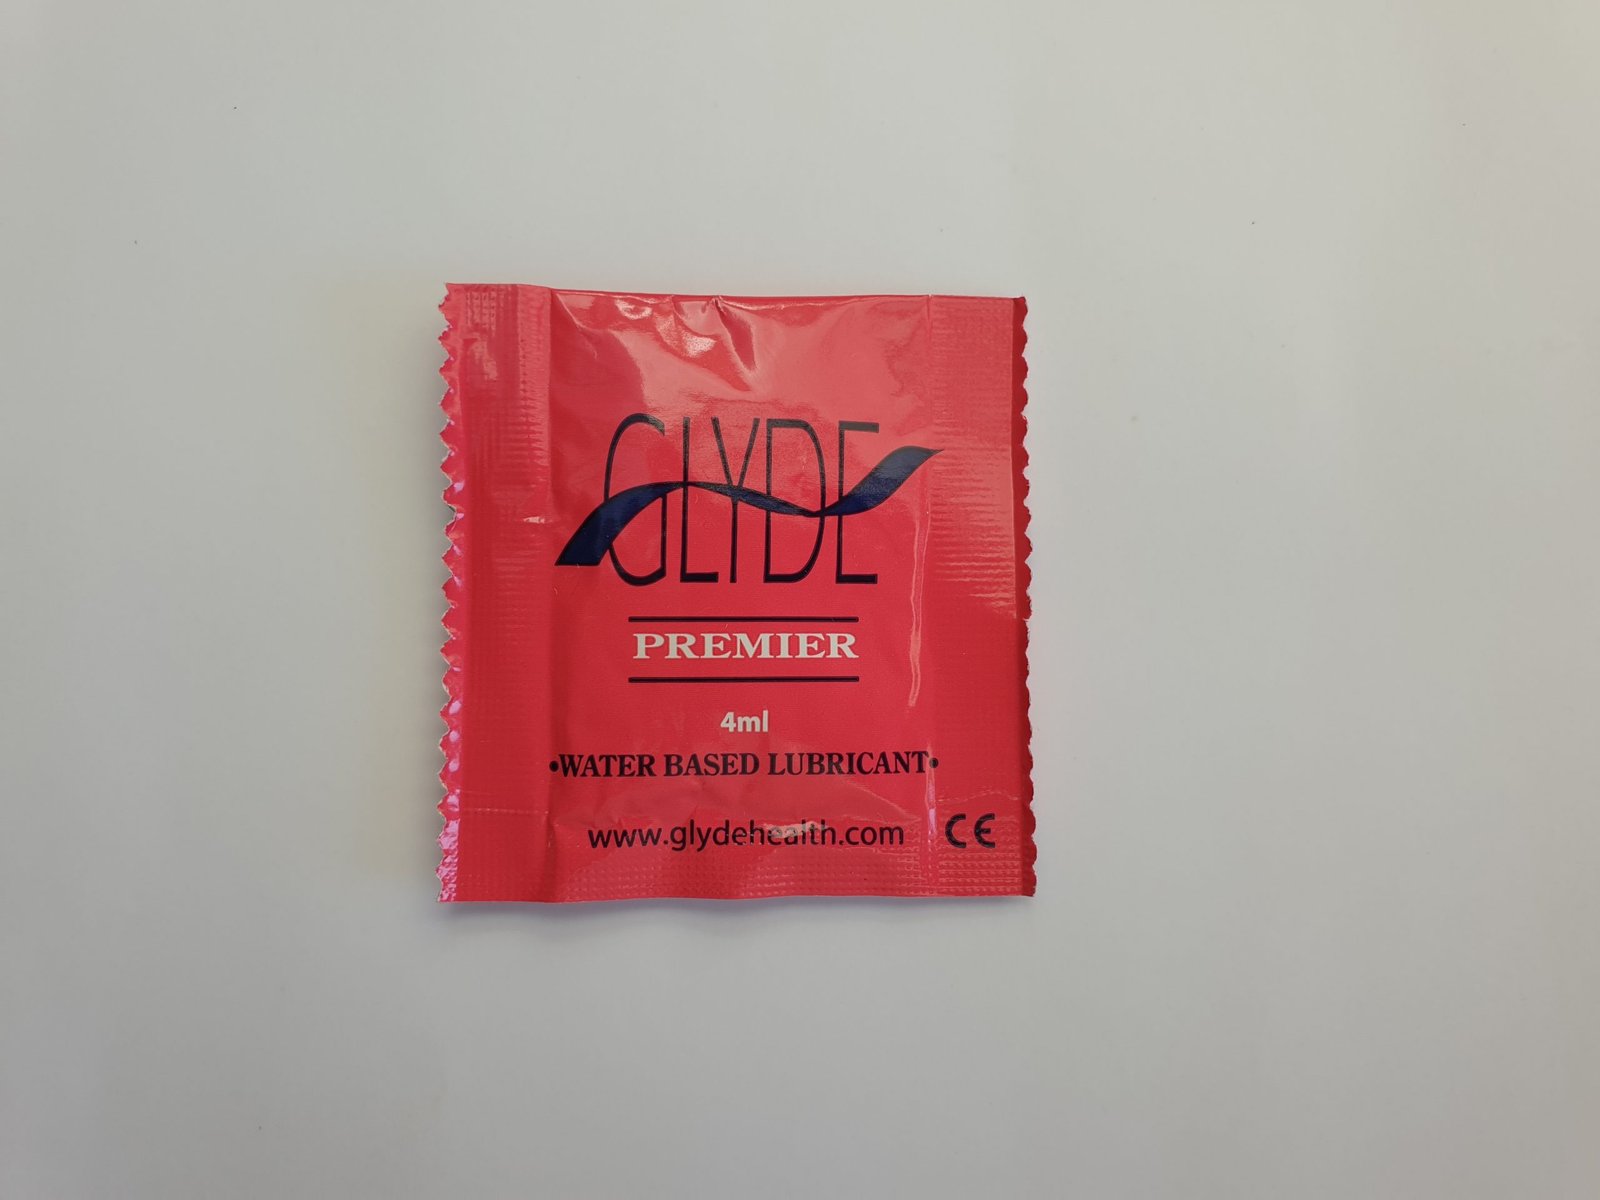 GLYDE
PREMIER
4ml
•WATER BASED LUBRICANT•
www.glydehealth.com CE